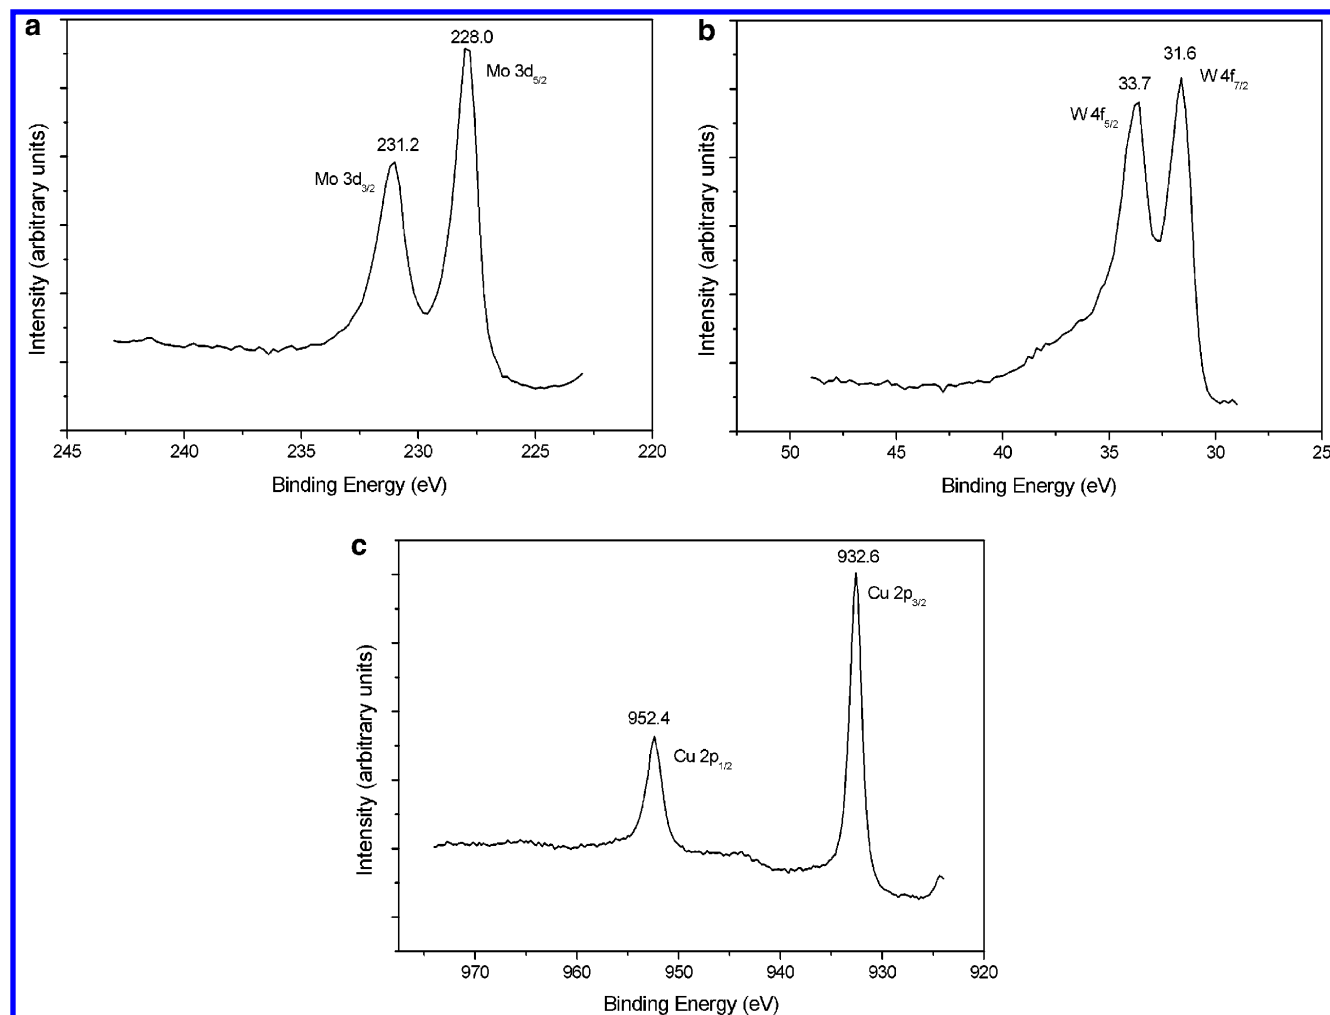 a
228.0
Mo 3d5/2
231.2
Mo 3d3/2
Intensity (arbitrary units)
245 240 235 230 225 220
Binding Energy (eV)
b
31.6
W 4f7/2
33.7
W 4f5/2
Intensity (arbitrary units)
50 45 40 35 30 25
Binding Energy (eV)
c
932.6
Cu 2p3/2
952.4
Cu 2p1/2
Intensity (arbitrary units)
970 960 950 940 930 920
Binding Energy (eV)